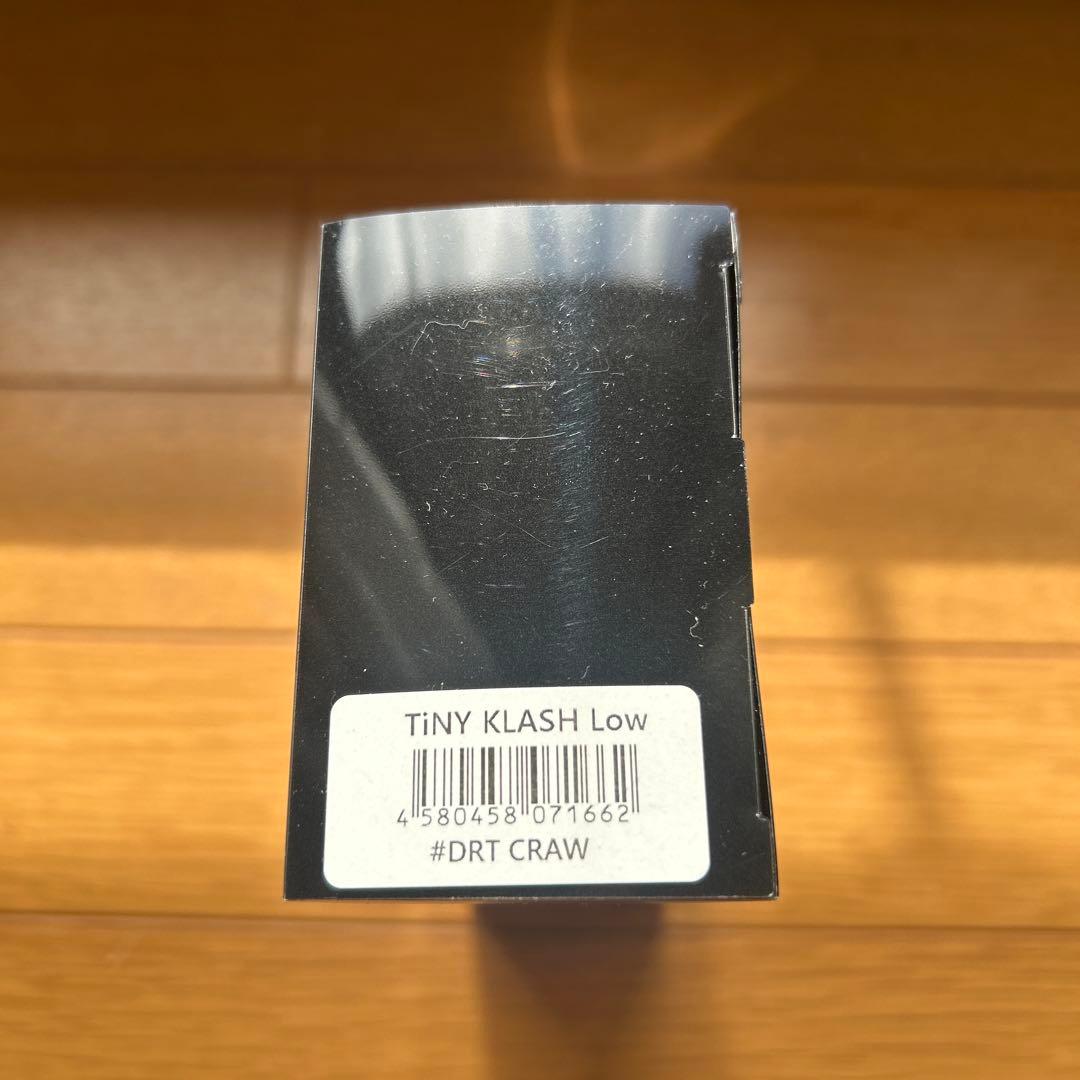 TiNY KLASH Low
4 580458 071662
#DRT CRAW